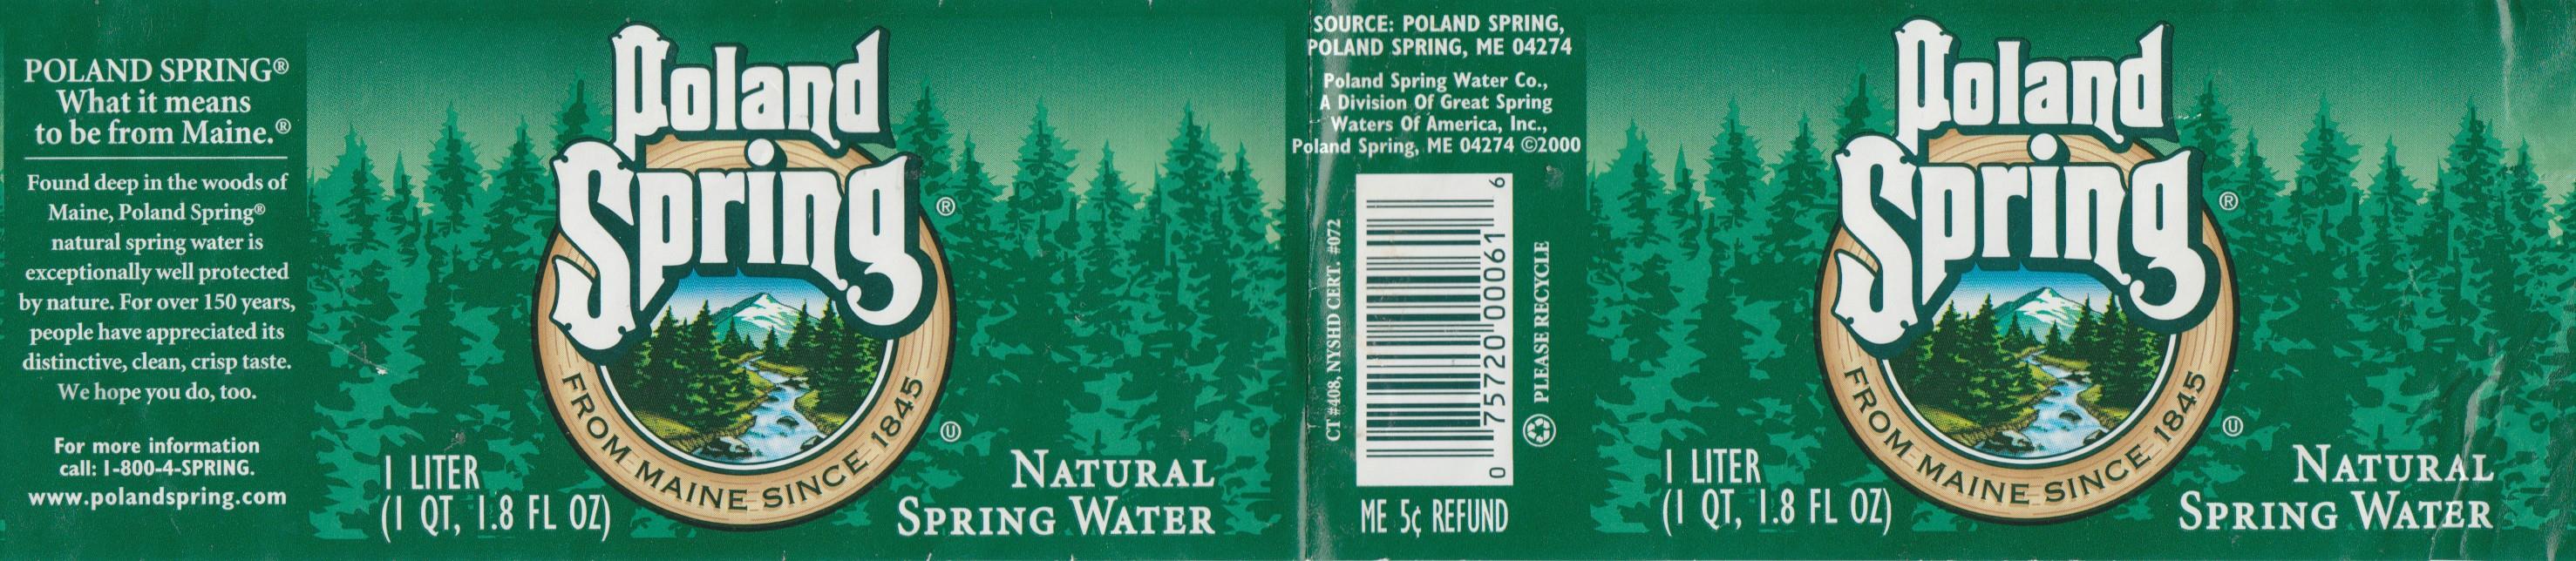 POLAND SPRING®
What it means
to be from Maine.®
Found deep in the woods of
Maine, Poland Spring®
natural spring water is
exceptionally well protected
by nature. For over 150 years,
people have appreciated its
distinctive, clean, crisp taste.
We hope you do, too.
For more information
call: 1-800-4-SPRING.
www.polandspring.com
Poland
Spring
®
FROM MAINE SINCE 1845
Ⓤ
1 LITER
(1 QT, 1.8 FL OZ)
NATURAL
SPRING WATER
SOURCE: POLAND SPRING,
POLAND SPRING, ME 04274
Poland Spring Water Co.,
A Division Of Great Spring
Waters Of America, Inc.,
Poland Spring, ME 04274 ©2000
CT #408, NYSHD CERT. #072
0 75720 00061 6
PLEASE RECYCLE
ME 5¢ REFUND
Poland
Spring
®
FROM MAINE SINCE 1845
Ⓤ
1 LITER
(1 QT, 1.8 FL OZ)
NATURAL
SPRING WATER